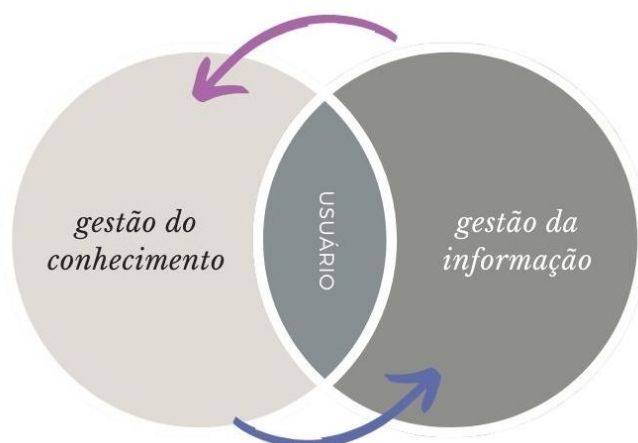 gestão do
conhecimento
USUÁRIO
gestão da
informação